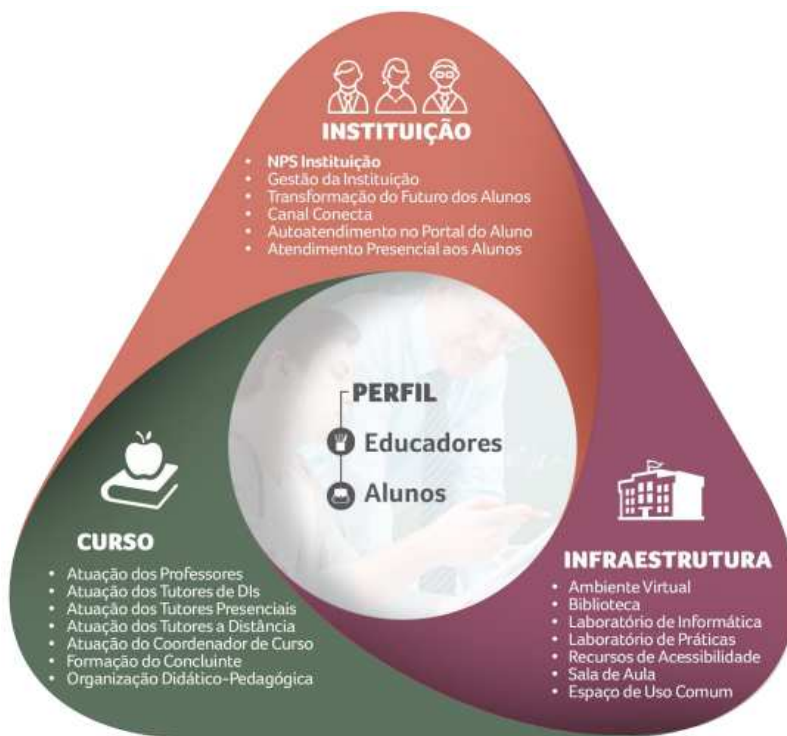 INSTITUIÇÃO
• NPS Instituição
• Gestão da Instituição
• Transformação do Futuro dos Alunos
• Canal Conecta
• Autoatendimento no Portal do Aluno
• Atendimento Presencial aos Alunos
PERFIL
Educadores
Alunos
CURSO
• Atuação dos Professores
• Atuação dos Tutores de DIs
• Atuação dos Tutores Presenciais
• Atuação dos Tutores a Distância
• Atuação do Coordenador de Curso
• Formação do Concluinte
• Organização Didático-Pedagógica
INFRAESTRUTURA
• Ambiente Virtual
• Biblioteca
• Laboratório de Informática
• Laboratório de Práticas
• Recursos de Acessibilidade
• Sala de Aula
• Espaço de Uso Comum